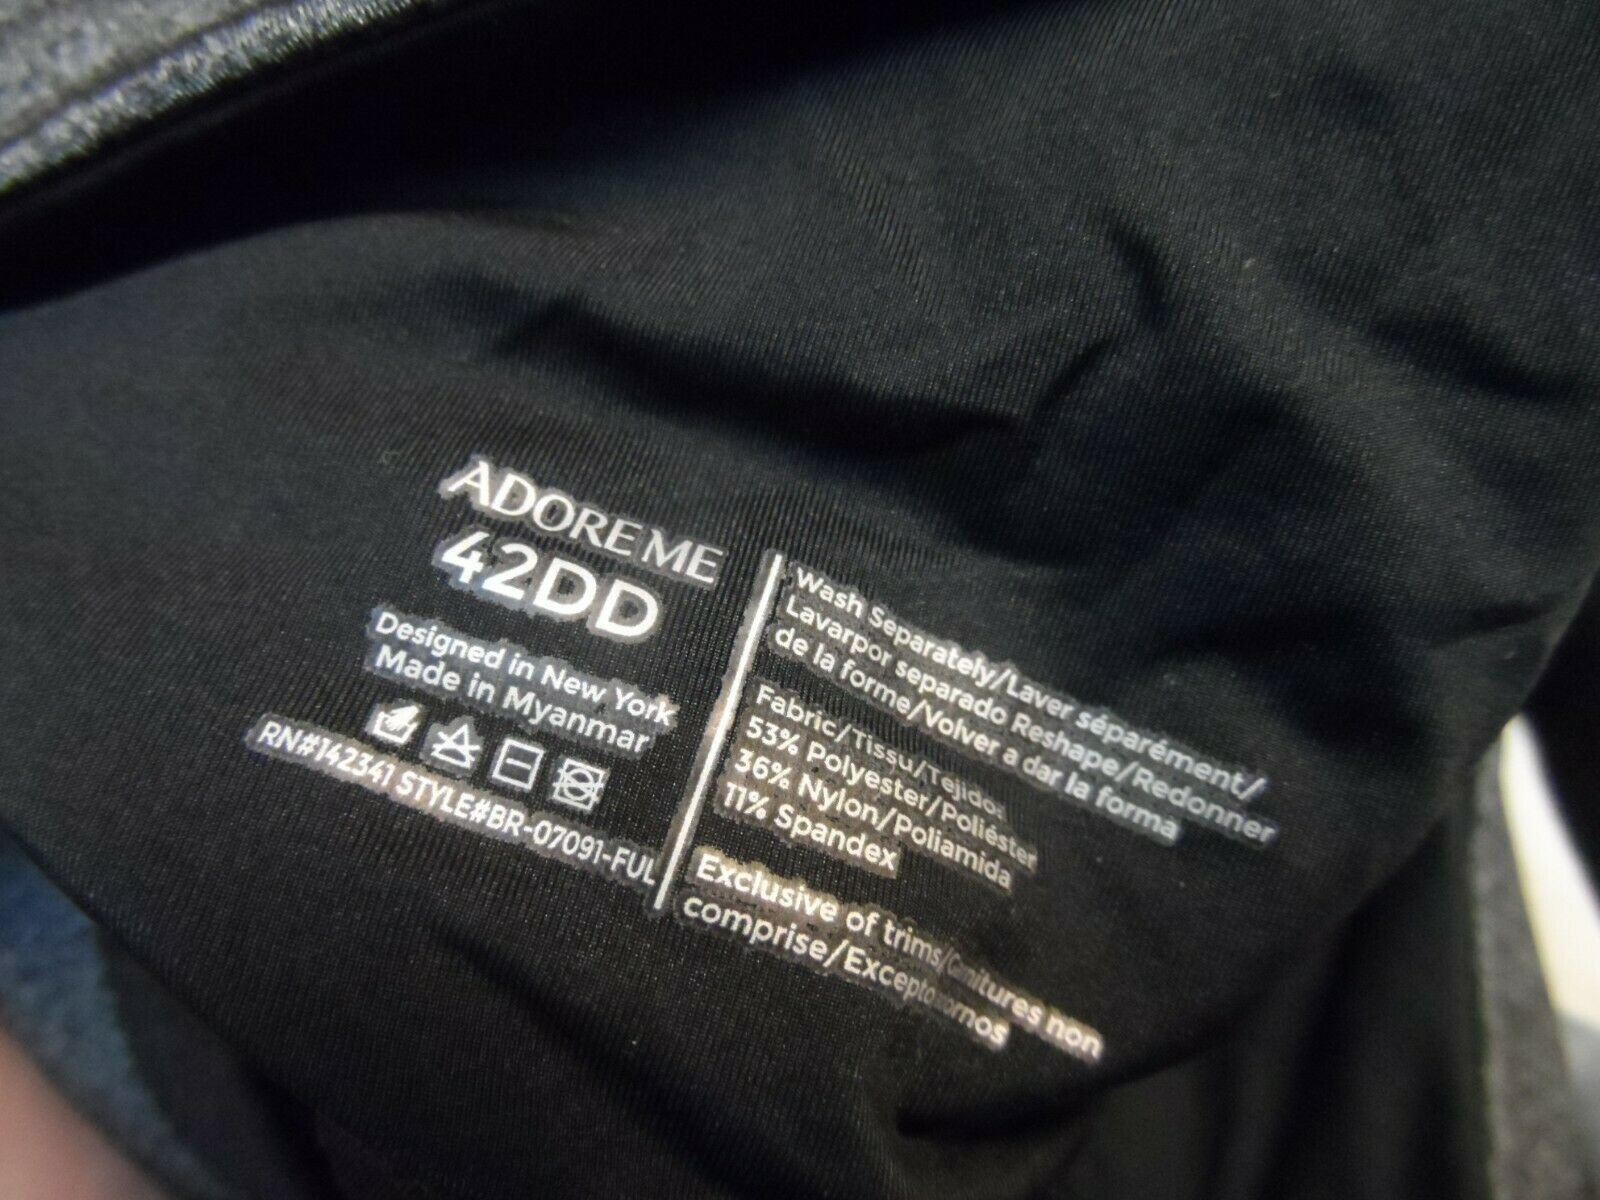 ADORE ME
42DD
Designed in New York
Made in Myanmar
RN#142341 STYLE#BR-07091-FUL
Wash Separately/Laver séparément/
Lavarpor separado Reshape/Redonner
de la forme/Volver a dar la forma
Fabric/Tissu/Tejidos
53% Polyester/Poliéster
36% Nylon/Poliamida
11% Spandex
Exclusive of trims/Garnitures non
comprise/Excepto